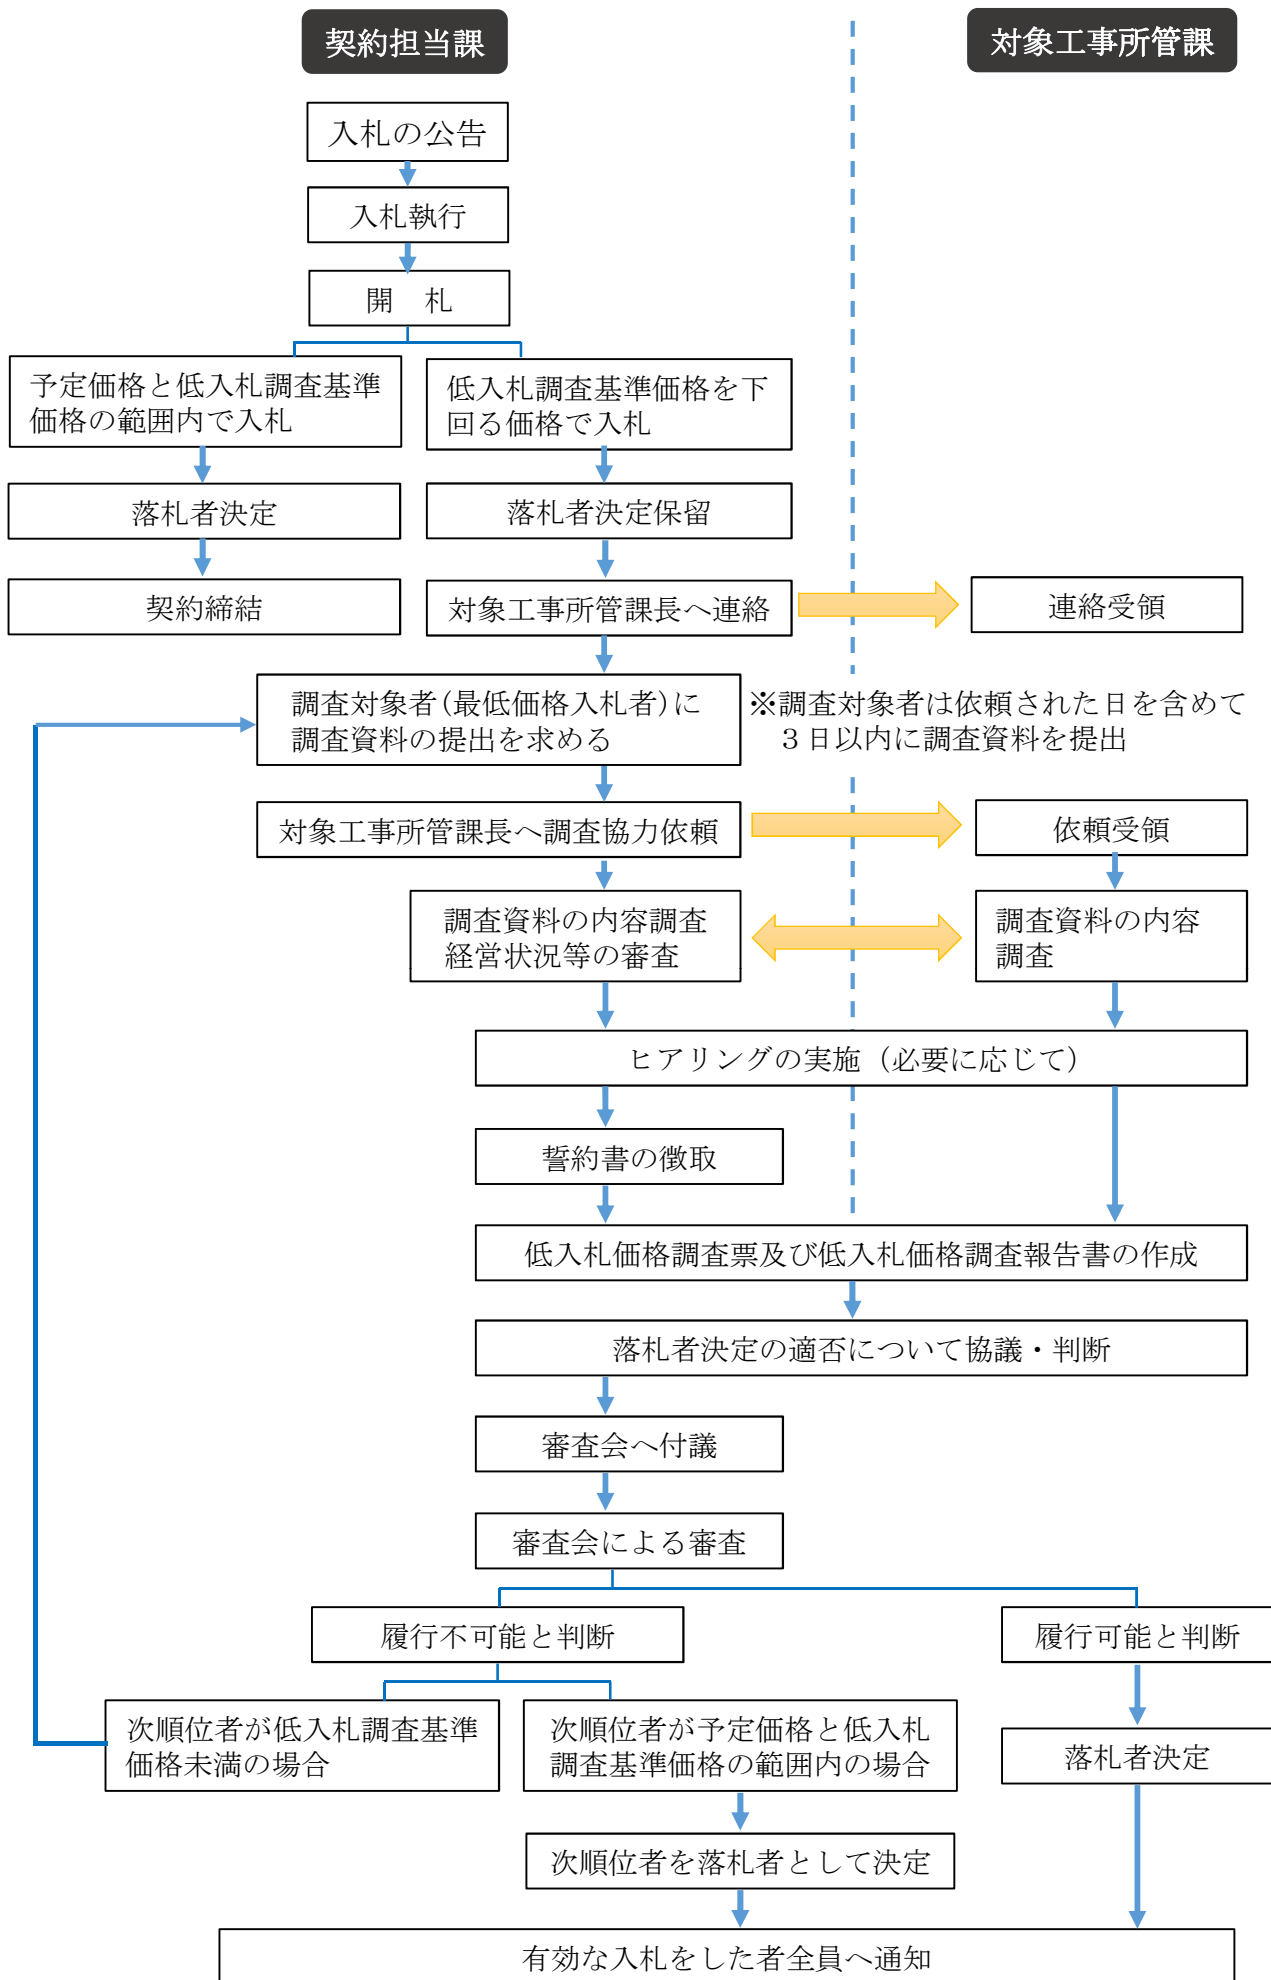 契約担当課
対象工事所管課
入札の公告
入札執行
開　札
予定価格と低入札調査基準
価格の範囲内で入札
低入札調査基準価格を下
回る価格で入札
落札者決定
落札者決定保留
契約締結
対象工事所管課長へ連絡
連絡受領
調査対象者(最低価格入札者)に
調査資料の提出を求める
※調査対象者は依頼された日を含めて
３日以内に調査資料を提出
対象工事所管課長へ調査協力依頼
依頼受領
調査資料の内容調査
経営状況等の審査
調査資料の内容
調査
ヒアリングの実施（必要に応じて）
誓約書の徴取
低入札価格調査票及び低入札価格調査報告書の作成
落札者決定の適否について協議・判断
審査会へ付議
審査会による審査
履行不可能と判断
履行可能と判断
次順位者が低入札調査基準
価格未満の場合
次順位者が予定価格と低入札
調査基準価格の範囲内の場合
落札者決定
次順位者を落札者として決定
有効な入札をした者全員へ通知